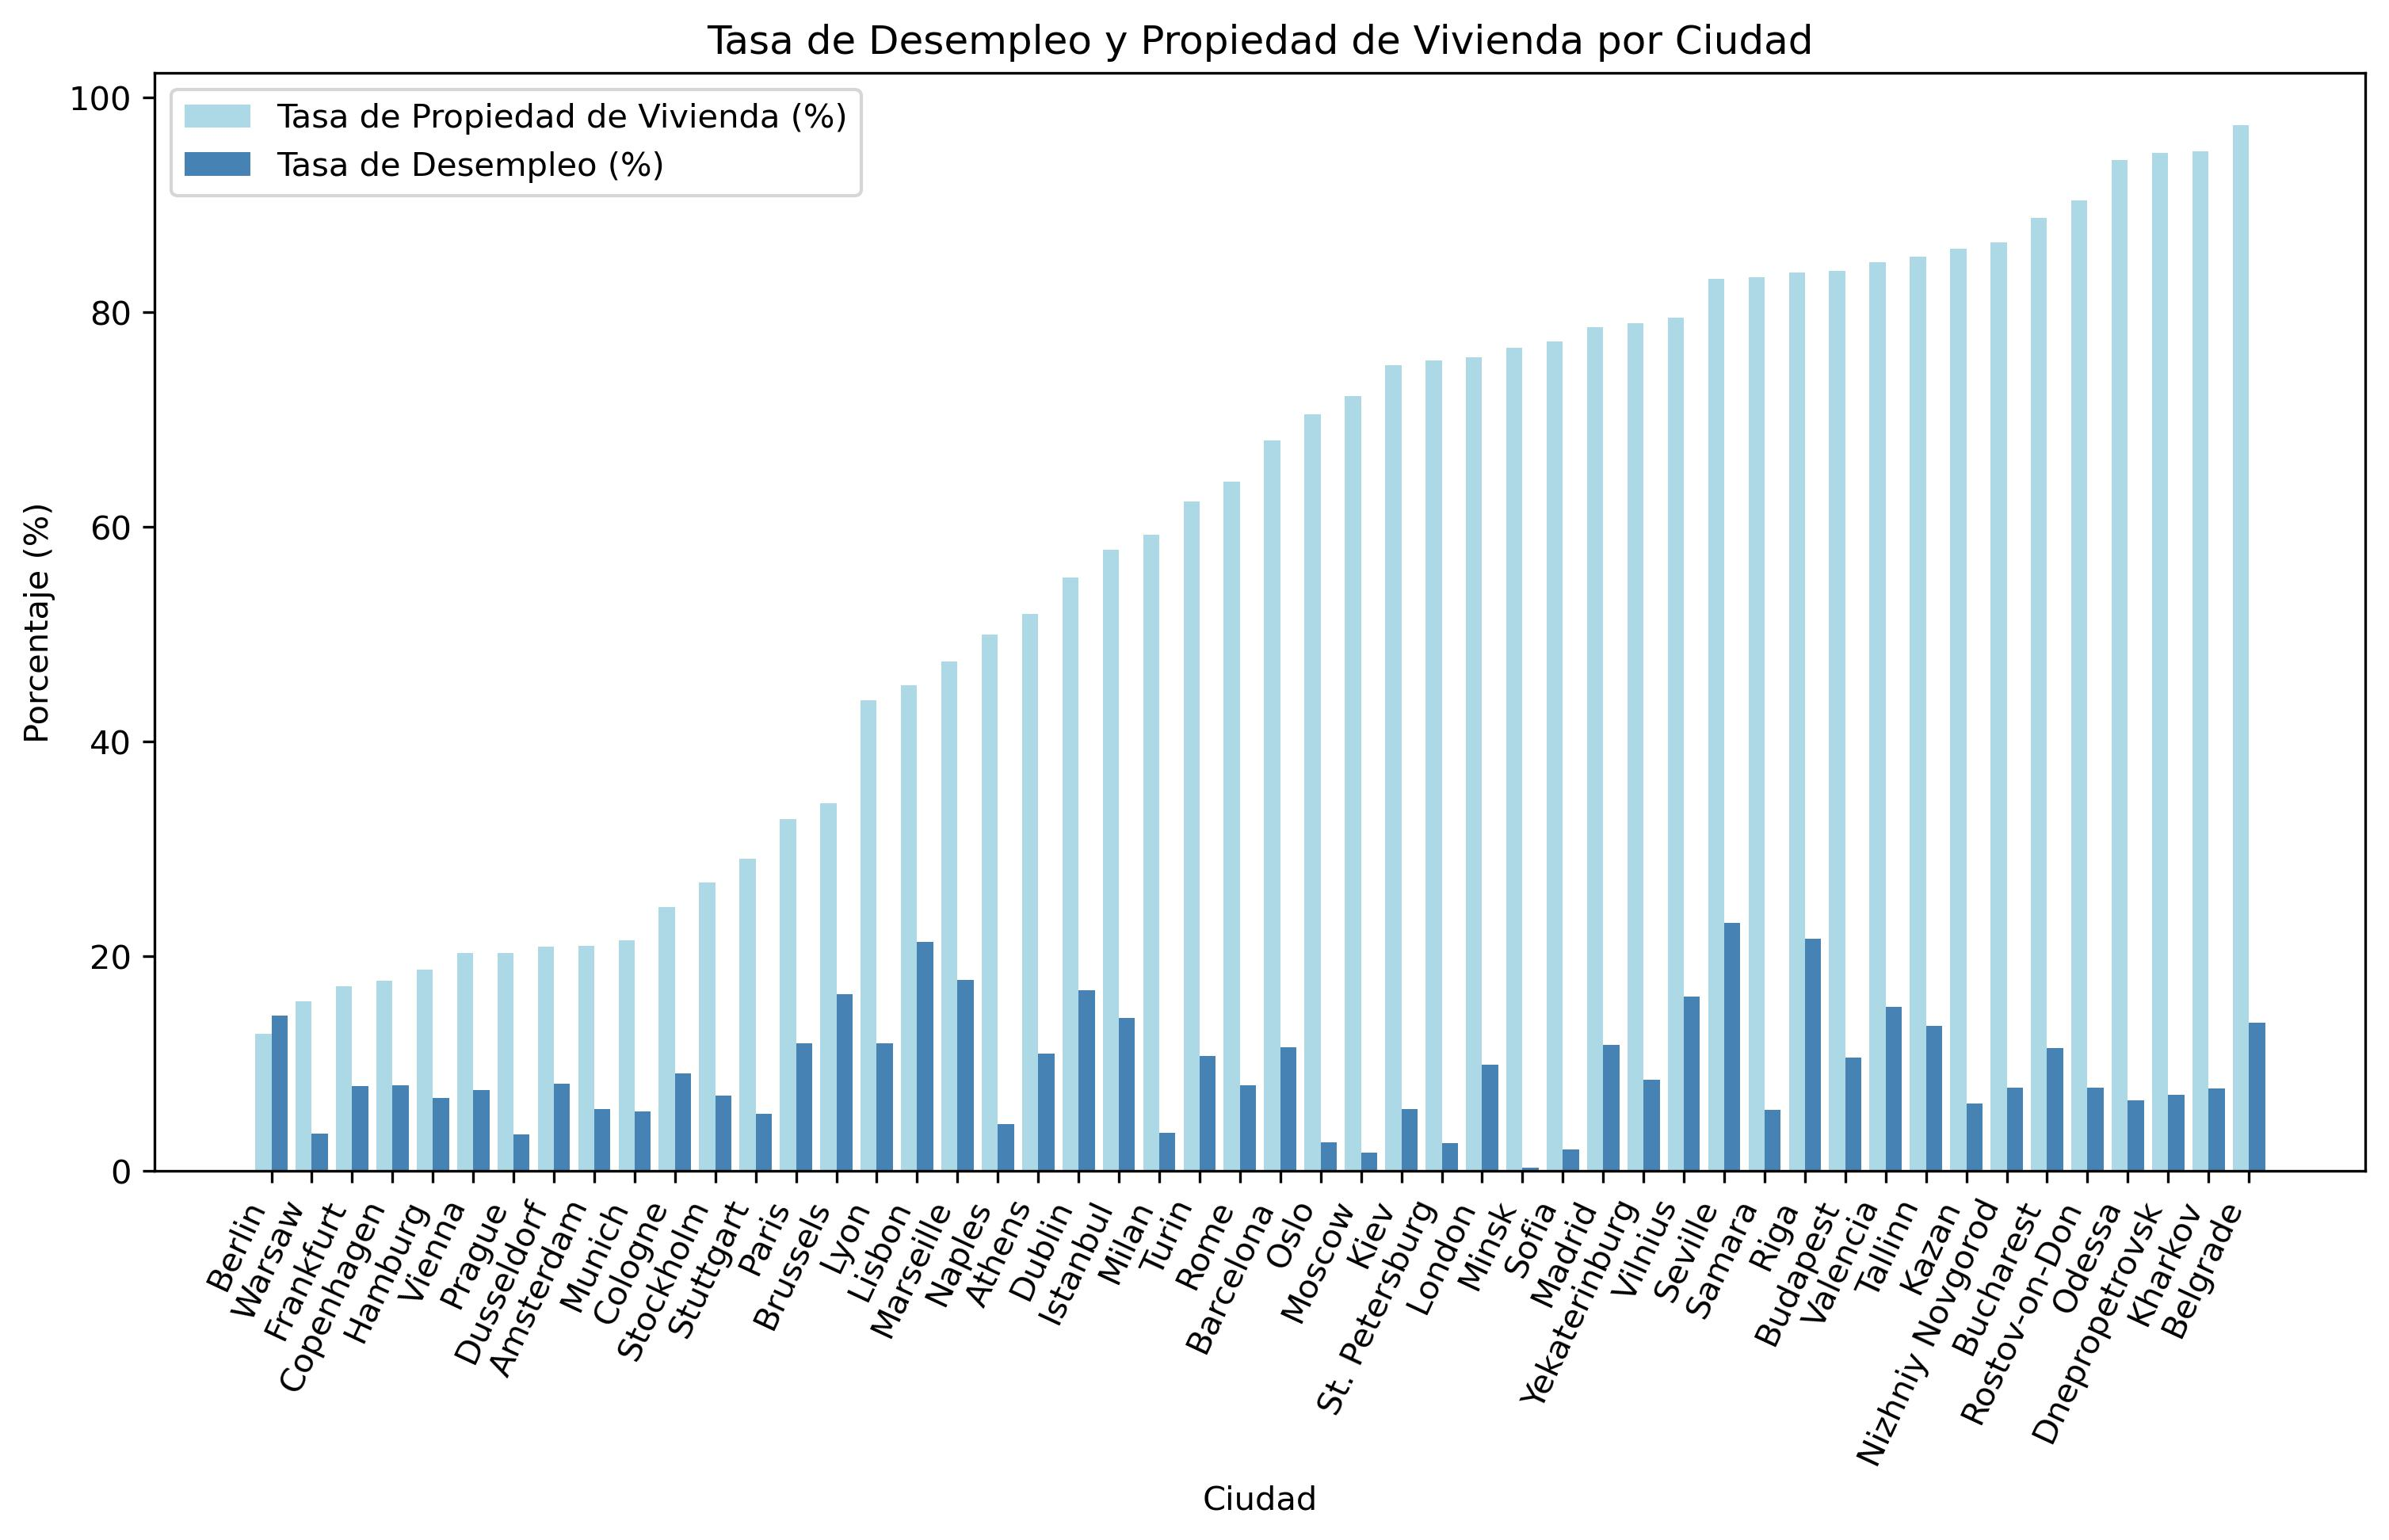 Tasa de Desempleo y Propiedad de Vivienda por Ciudad
Tasa de Propiedad de Vivienda (%)
Tasa de Desempleo (%)
Porcentaje (%)
100
80
60
40
20
0
Berlin
Warsaw
Frankfurt
Copenhagen
Hamburg
Vienna
Prague
Dusseldorf
Amsterdam
Munich
Cologne
Stockholm
Stuttgart
Paris
Brussels
Lyon
Lisbon
Marseille
Naples
Athens
Dublin
Istanbul
Milan
Turin
Rome
Barcelona
Oslo
Moscow
Kiev
St. Petersburg
London
Minsk
Sofia
Madrid
Yekaterinburg
Vilnius
Seville
Samara
Riga
Budapest
Valencia
Tallinn
Kazan
Nizhniy Novgorod
Bucharest
Rostov-on-Don
Odessa
Dnepropetrovsk
Kharkov
Belgrade
Ciudad